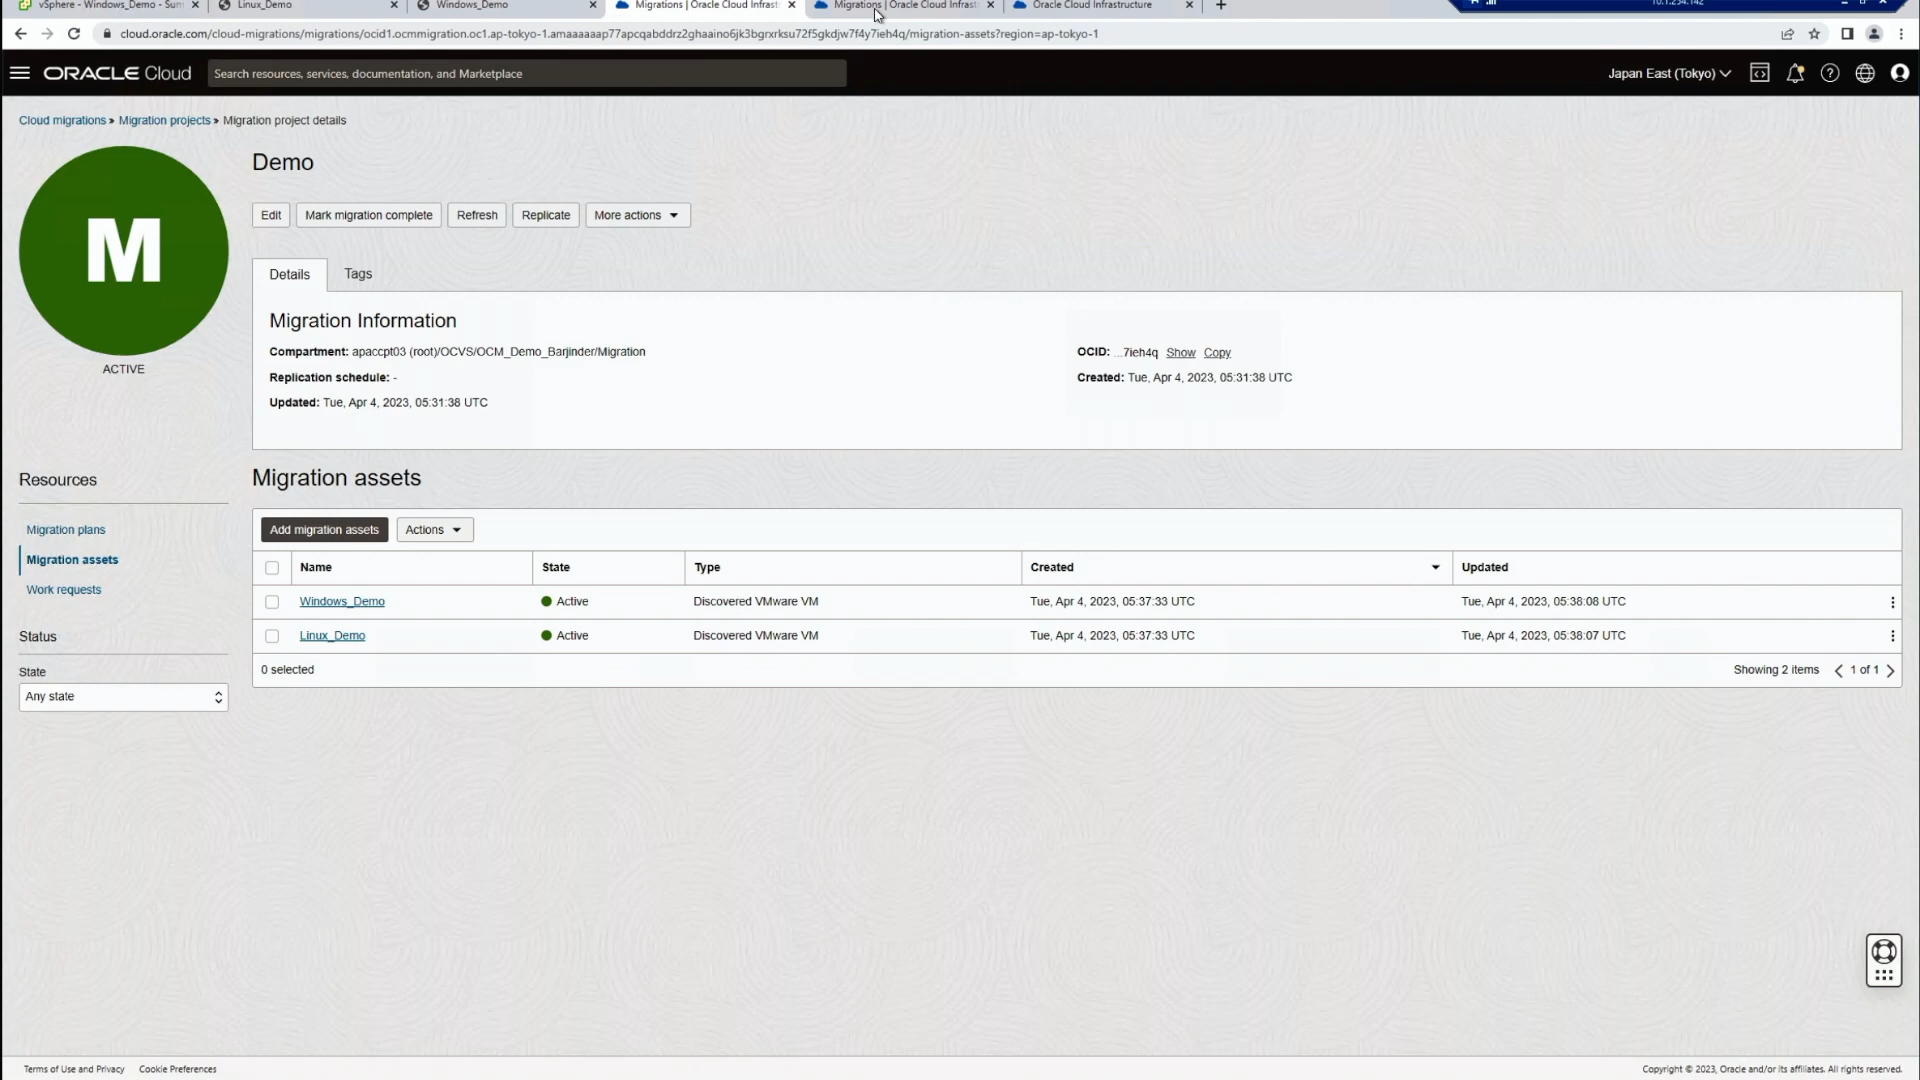 vSphere - Windows_Demo - Sum
Linux_Demo
Windows_Demo
Migrations | Oracle Cloud Infrast
Migrations | Oracle Cloud Infrast
Oracle Cloud Infrastructure
10.1.254.142
cloud.oracle.com/cloud-migrations/migrations/ocid1.ocmmigration.oc1.ap-tokyo-1.amaaaaaap77apcqabddrz2ghaaino6jk3bgrxrksu72f5gkdjw7f4y7ieh4q/migration-assets?region=ap-tokyo-1
ORACLE Cloud
Search resources, services, documentation, and Marketplace
Japan East (Tokyo)
Cloud migrations » Migration projects » Migration project details
M
ACTIVE
Demo
Edit
Mark migration complete
Refresh
Replicate
More actions
Details
Tags
Migration Information
Compartment: apaccpt03 (root)/OCVS/OCM_Demo_Barjinder/Migration
Replication schedule: -
Updated: Tue, Apr 4, 2023, 05:31:38 UTC
OCID: ...7ieh4q Show Copy
Created: Tue, Apr 4, 2023, 05:31:38 UTC
Resources
Migration plans
Migration assets
Work requests
Status
State
Any state
Migration assets
Add migration assets
Actions
Name State Type Created Updated
Windows_Demo Active Discovered VMware VM Tue, Apr 4, 2023, 05:37:33 UTC Tue, Apr 4, 2023, 05:38:08 UTC
Linux_Demo Active Discovered VMware VM Tue, Apr 4, 2023, 05:37:33 UTC Tue, Apr 4, 2023, 05:38:07 UTC
0 selected
Showing 2 items
1 of 1
Terms of Use and Privacy
Cookie Preferences
Copyright © 2023, Oracle and/or its affiliates. All rights reserved.